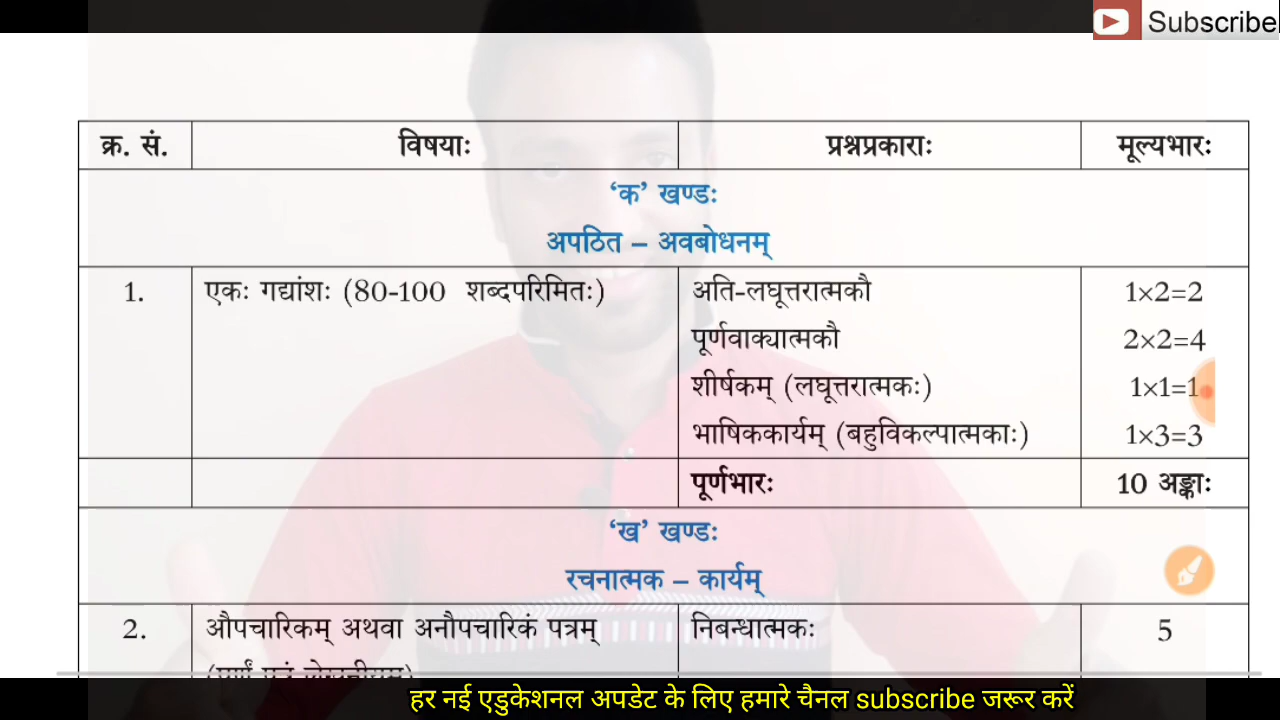 Subscribe
क्र. सं. विषयाः प्रश्नप्रकाराः मूल्यभारः
‘क’ खण्डः
अपठित – अवबोधनम्
1. एकः गद्यांशः (80-100 शब्दपरिमितः) अति-लघूत्तरात्मकौ 1×2=2
पूर्णवाक्यात्मकौ 2×2=4
शीर्षकम् (लघूत्तरात्मकः) 1×1=1
भाषिककार्यम् (बहुविकल्पात्मकाः) 1×3=3
पूर्णभारः 10 अङ्काः
‘ख’ खण्डः
रचनात्मक – कार्यम्
2. औपचारिकम् अथवा अनौपचारिकं पत्रम् निबन्धात्मकः 5
हर नई एडुकेशनल अपडेट के लिए हमारे चैनल subscribe जरूर करें